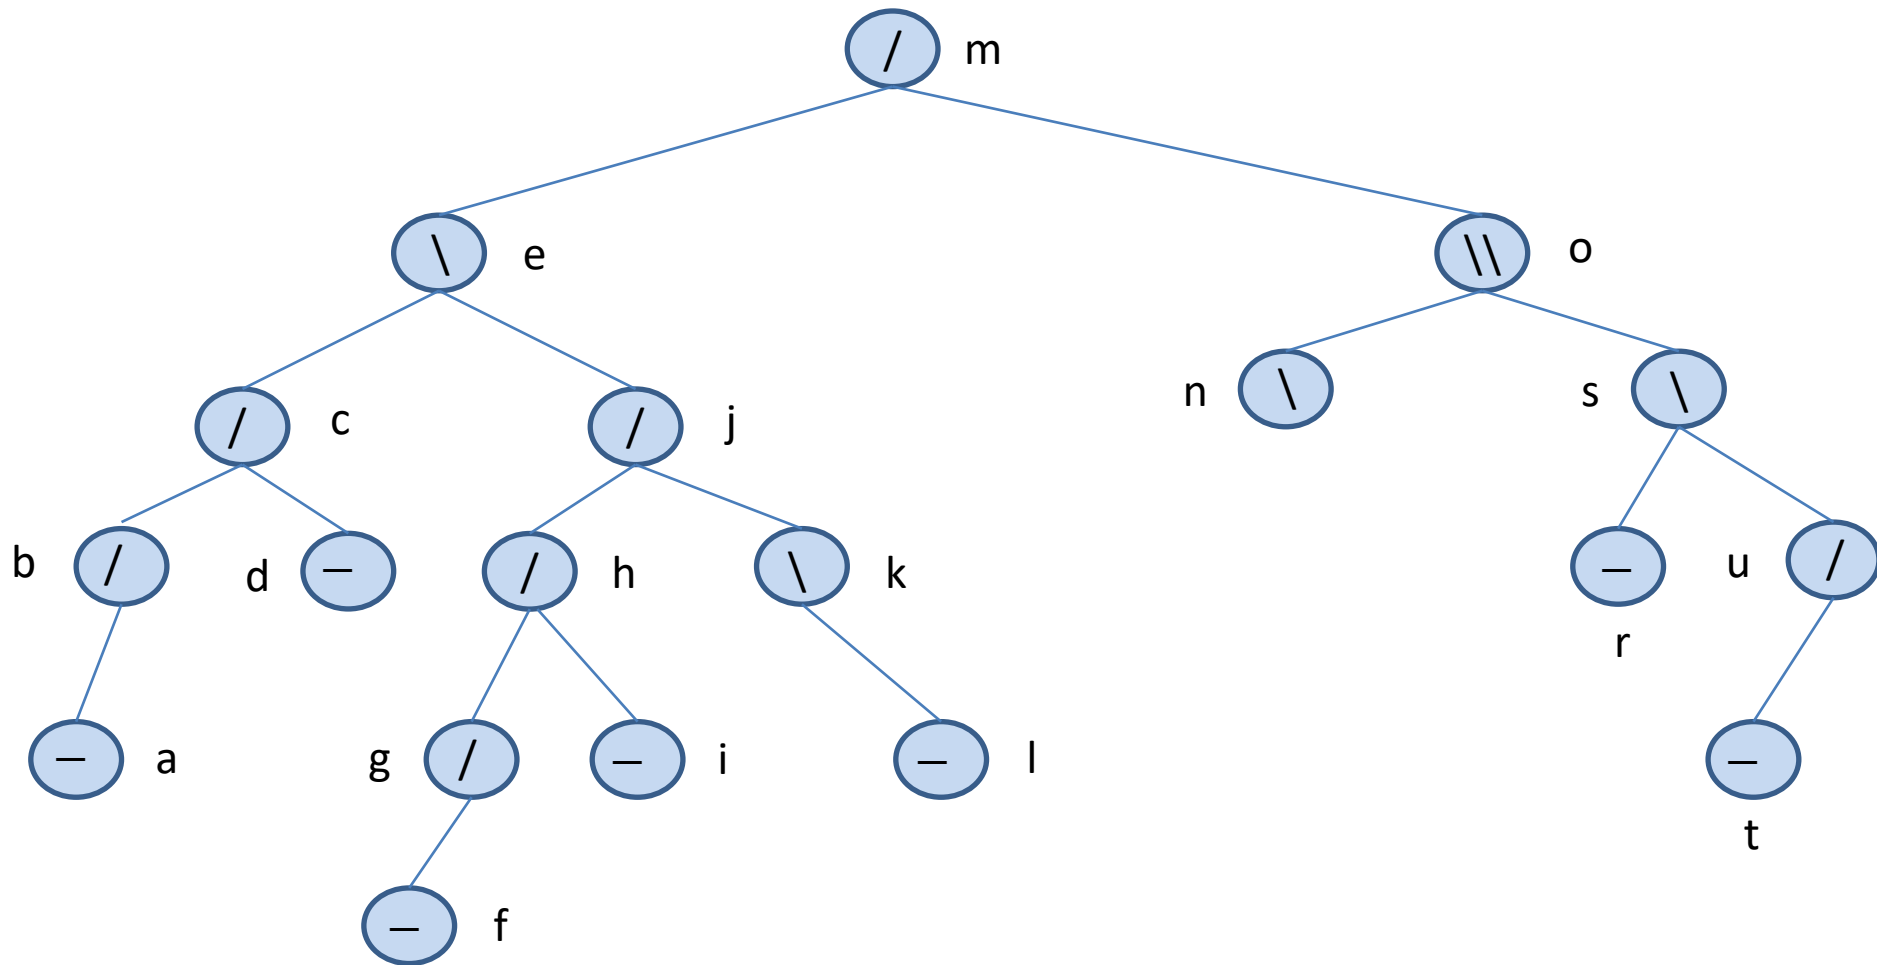 / m
\ e
\\ o
/ c
/ j
n \
s \
b /
d –
/ h
\ k
–
u /
r
– a
g /
– i
– l
–
t
– f